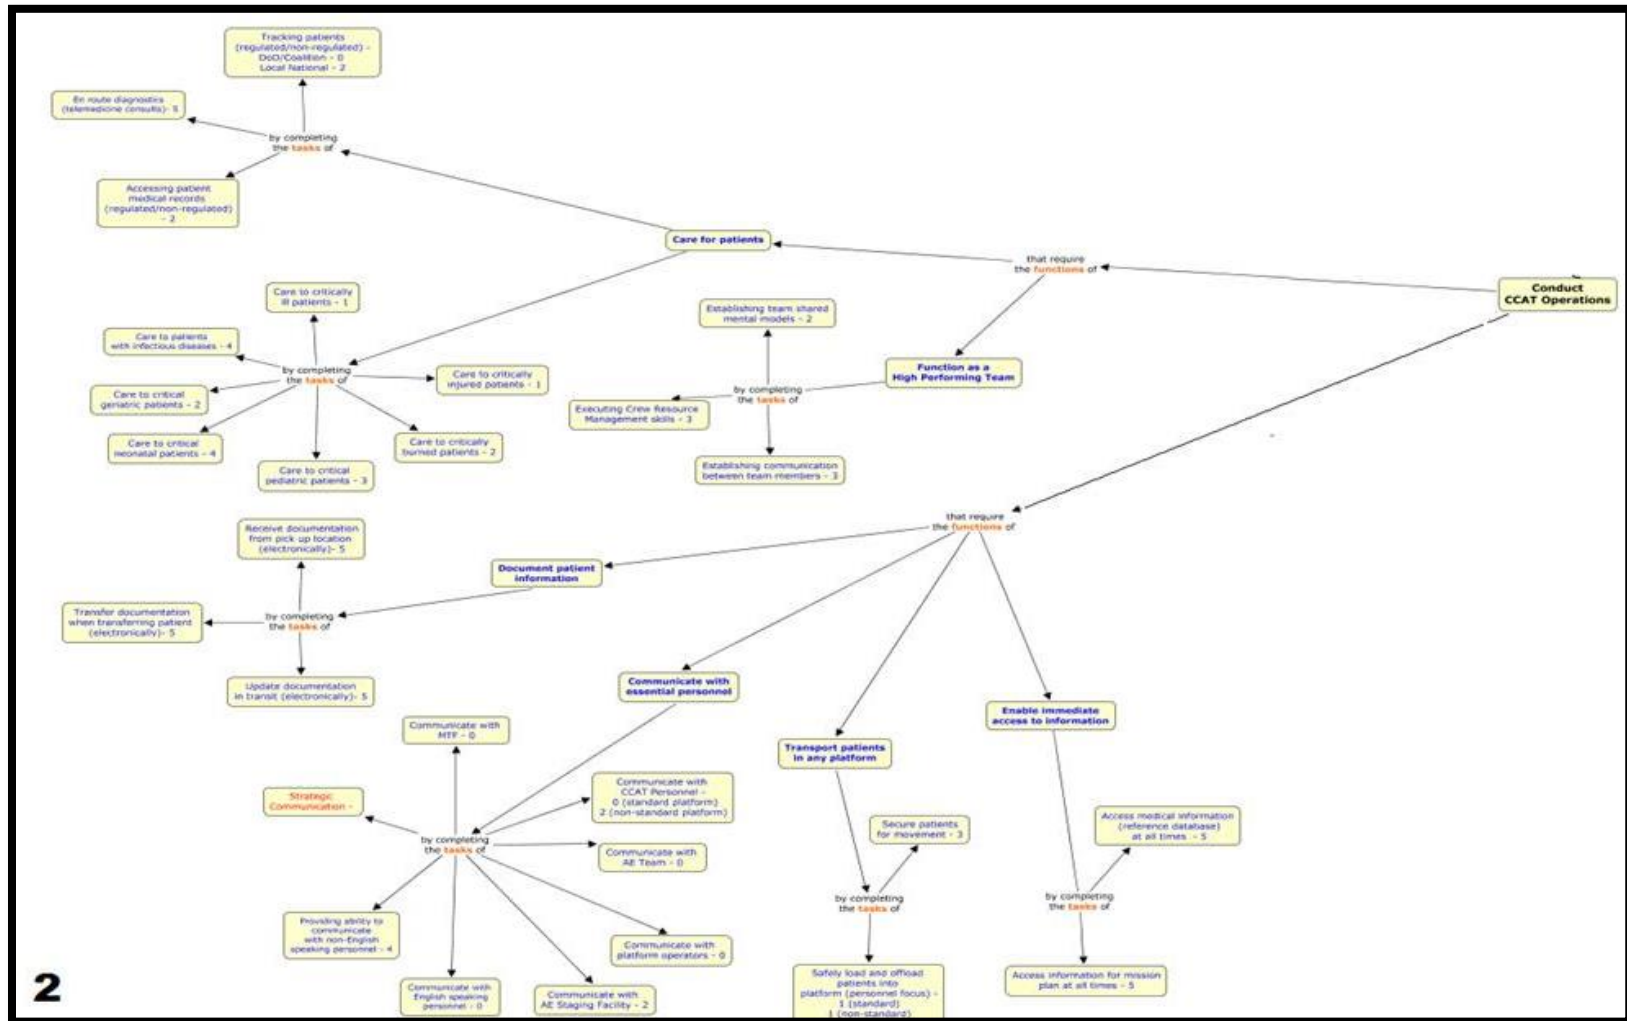 Tracking patients
(regulated/non-regulated) -
DoD/Coalition - 0
Local National - 2
En route diagnostics
(telemedicine consults)- 5
by completing
the tasks of
Accessing patient
medical records
(regulated/non-regulated)
- 2
Care for patients
that require
the functions of
Conduct
CCAT Operations
Care to critically
ill patients - 1
Care to patients
with infectious diseases - 4
by completing
the tasks of
Care to critically
injured patients - 1
Care to critical
geriatric patients - 2
Care to critical
neonatal patients - 4
Care to critically
burned patients - 2
Care to critical
pediatric patients - 3
Establishing team shared
mental models - 2
Function as a
High Performing Team
by completing
the tasks of
Executing Crew Resource
Management skills - 3
Establishing communication
between team members - 3
that require
the functions of
Receive documentation
from pick up location
(electronically)- 5
Document patient
information
Transfer documentation
when transferring patient
(electronically)- 5
by completing
the tasks of
Update documentation
in transit (electronically)- 5
Communicate with
essential personnel
Enable immediate
access to information
Communicate with
MTF - 0
Transport patients
in any platform
Strategic
Communication -
Communicate with
CCAT Personnel -
0 (standard platform)
2 (non-standard platform)
by completing
the tasks of
Communicate with
AE Team - 0
Secure patients
for movement - 3
Access medical information
(reference database)
at all times - 5
by completing
the tasks of
by completing
the tasks of
Providing ability to
communicate
with non-English
speaking personnel - 4
Communicate with
platform operators - 0
Communicate with
English speaking
personnel - 0
Communicate with
AE Staging Facility - 2
Safely load and offload
patients into
platform (personnel focus) -
1 (standard)
1 (non-standard)
Access information for mission
plan at all times - 5
2